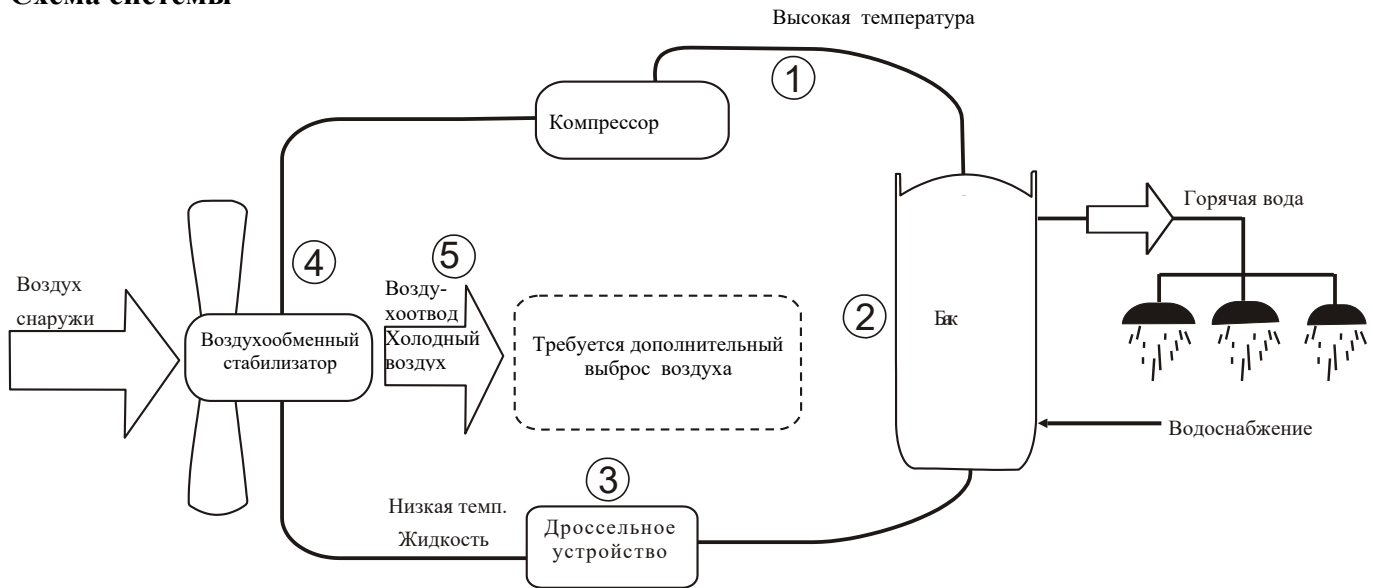 Схема системы
Высокая температура
1
Компрессор
Горячая вода
4
5
Воздух
снаружи
Возду-
хоотвод
Холодный
воздух
Воздухообменный
стабилизатор
Требуется дополнительный
выброс воздуха
2
Бак
Водоснабжение
3
Низкая темп.
Жидкость
Дроссельное
устройство